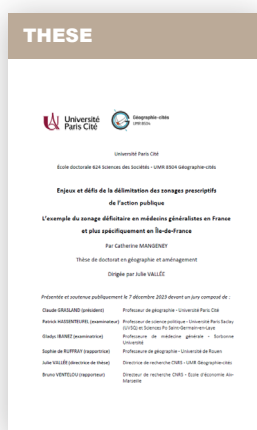 THESE
Université
Paris Cité
Géographie-cités
UMR 8504
Université Paris Cité
École doctorale 624 Sciences des Sociétés - UMR 8504 Géographie-cités
Enjeux et défis de la délimitation des zonages prescriptifs
de l'action publique
L'exemple du zonage déficitaire en médecins généralistes en France
et plus spécifiquement en Île-de-France
Par Catherine MANGENEY
Thèse de doctorat en géographie et aménagement
Dirigée par Julie VALLÉE
Présentée et soutenue publiquement le 7 décembre 2023 devant un jury composé de :
Claude GRASLAND (président) Professeur de géographie - Université Paris Cité
Patrick HASSENTEUFEL (examinateur) Professeur de science politique - Université Paris Saclay
(UVSQ) et Sciences Po Saint-Germain-en-Laye
Gladys IBANEZ (examinatrice) Professeure de médecine générale - Sorbonne
Université
Sophie de RUFFRAY (rapportrice) Professeure de géographie - Université de Rouen
Julie VALLÉE (directrice de thèse) Directrice de recherche CNRS - UMR Géographie-cités
Bruno VENTELOU (rapporteur) Directeur de recherche CNRS - École d'économie Aix-
Marseille